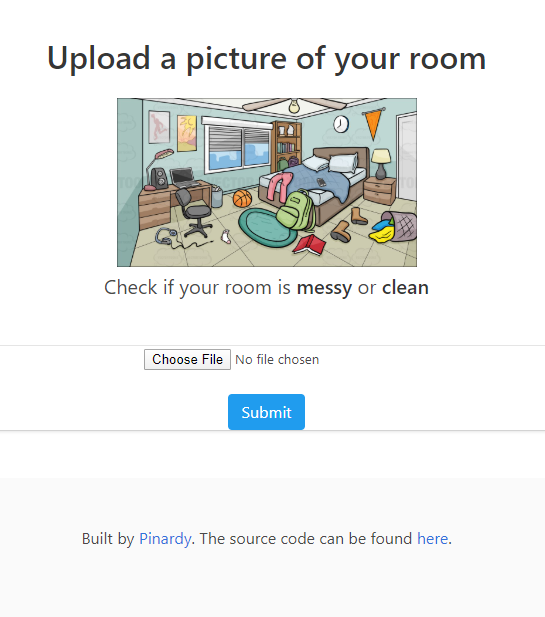 Upload a picture of your room
Check if your room is messy or clean
Choose File No file chosen
Submit
Built by Pinardy. The source code can be found here.